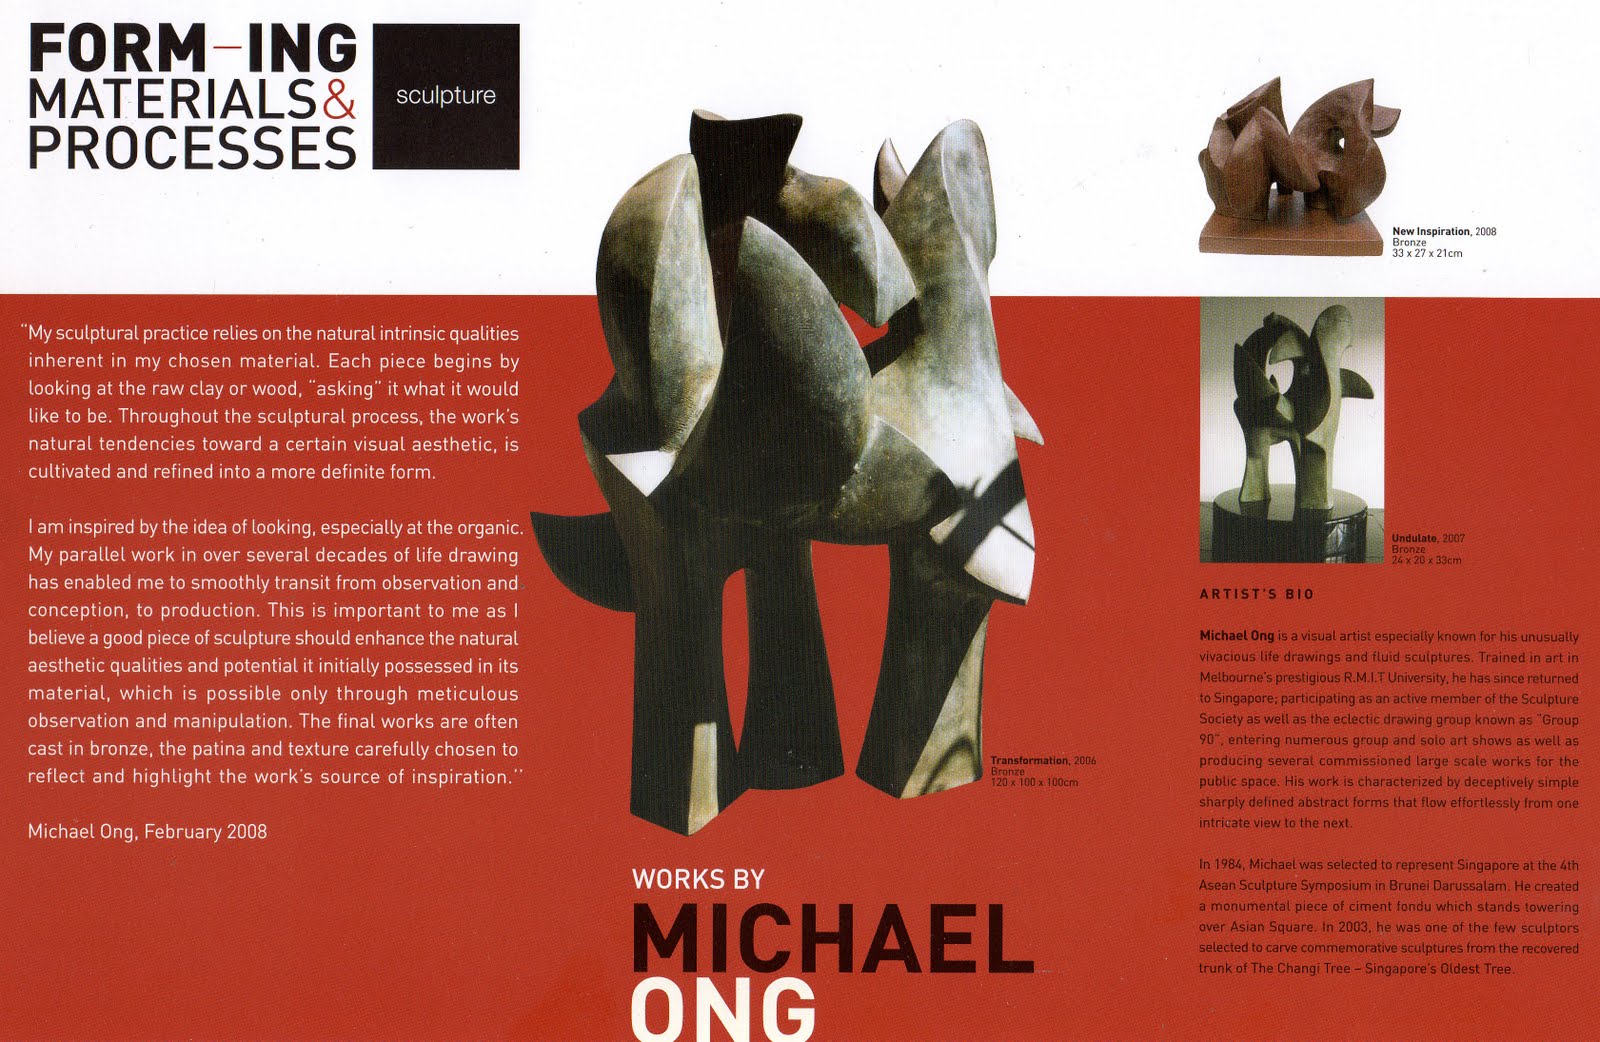 FORM–ING
MATERIALS&
PROCESSES
sculpture
“My sculptural practice relies on the natural intrinsic qualities
inherent in my chosen material. Each piece begins by
looking at the raw clay or wood, “asking” it what it would
like to be. Throughout the sculptural process, the work’s
natural tendencies toward a certain visual aesthetic, is
cultivated and refined into a more definite form.
I am inspired by the idea of looking, especially at the organic.
My parallel work in over several decades of life drawing
has enabled me to smoothly transit from observation and
conception, to production. This is important to me as I
believe a good piece of sculpture should enhance the natural
aesthetic qualities and potential it initially possessed in its
material, which is possible only through meticulous
observation and manipulation. The final works are often
cast in bronze, the patina and texture carefully chosen to
reflect and highlight the work’s source of inspiration.’’
Michael Ong, February 2008
Transformation, 2006
Bronze
120 x 100 x 100cm
WORKS BY
MICHAEL
ONG
New Inspiration, 2008
Bronze
33 x 27 x 21cm
Undulate, 2007
Bronze
24 x 20 x 33cm
ARTIST’S BIO
Michael Ong is a visual artist especially known for his unusually
vivacious life drawings and fluid sculptures. Trained in art in
Melbourne’s prestigious R.M.I.T University, he has since returned
to Singapore; participating as an active member of the Sculpture
Society as well as the eclectic drawing group known as “Group
90”, entering numerous group and solo art shows as well as
producing several commissioned large scale works for the
public space. His work is characterized by deceptively simple
sharply defined abstract forms that flow effortlessly from one
intricate view to the next.
In 1984, Michael was selected to represent Singapore at the 4th
Asean Sculpture Symposium in Brunei Darussalam. He created
a monumental piece of ciment fondu which stands towering
over Asian Square. In 2003, he was one of the few sculptors
selected to carve commemorative sculptures from the recovered
trunk of The Changi Tree – Singapore’s Oldest Tree.